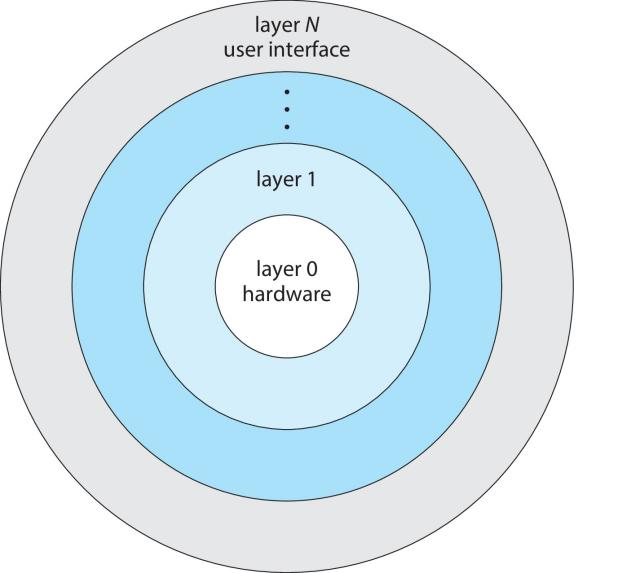 layer N
user interface
layer 1
layer 0
hardware